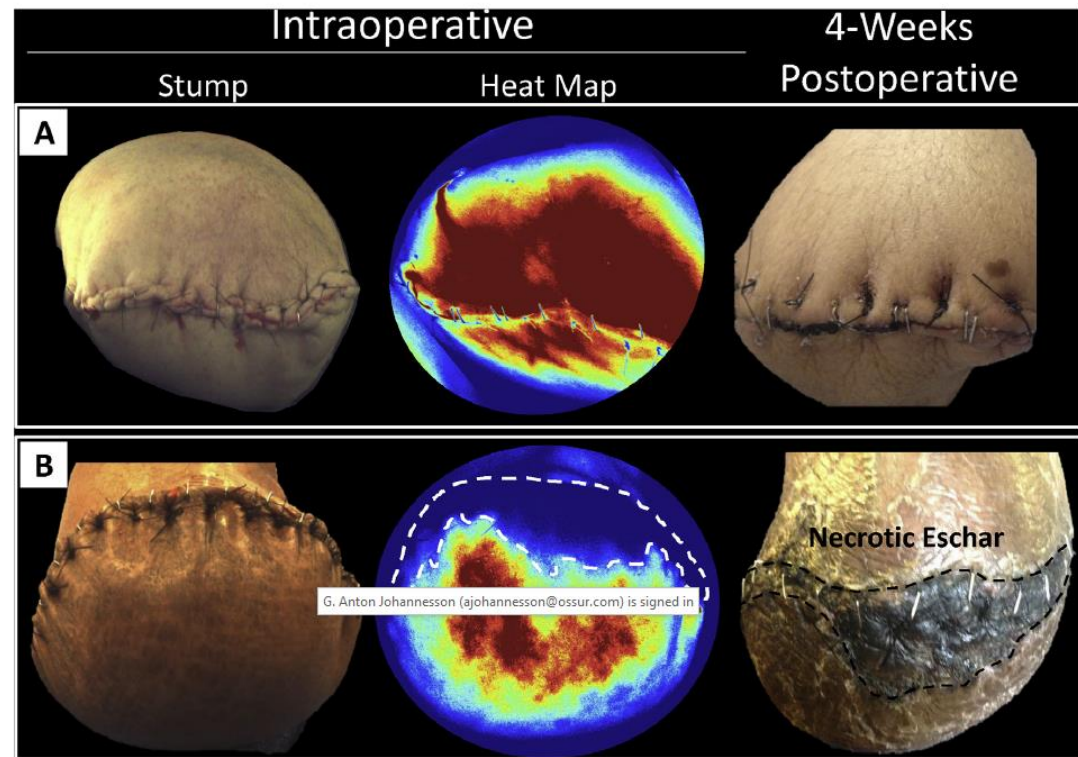 Intraoperative
4-Weeks
Postoperative
Stump
Heat Map
A
B
Necrotic Eschar
G. Anton Johannesson (ajohannesson@ossur.com) is signed in